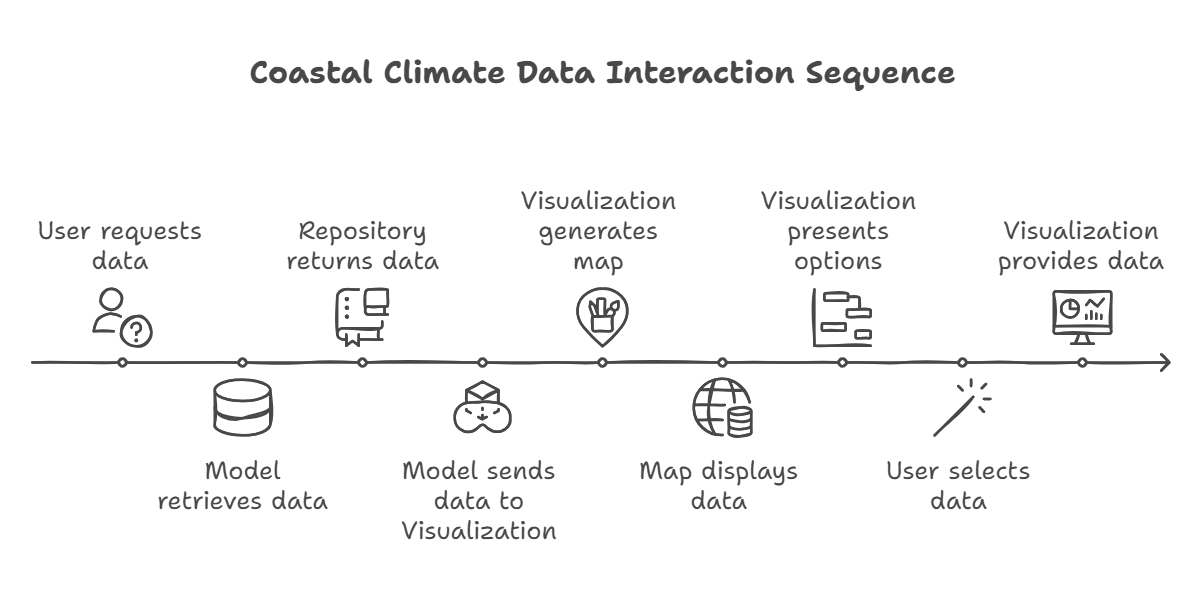 Coastal Climate Data Interaction Sequence
User requests
data
Model
retrieves data
Repository
returns data
Model sends
data to
Visualization
Visualization
generates
map
Map displays
data
Visualization
presents
options
User selects
data
Visualization
provides data
?